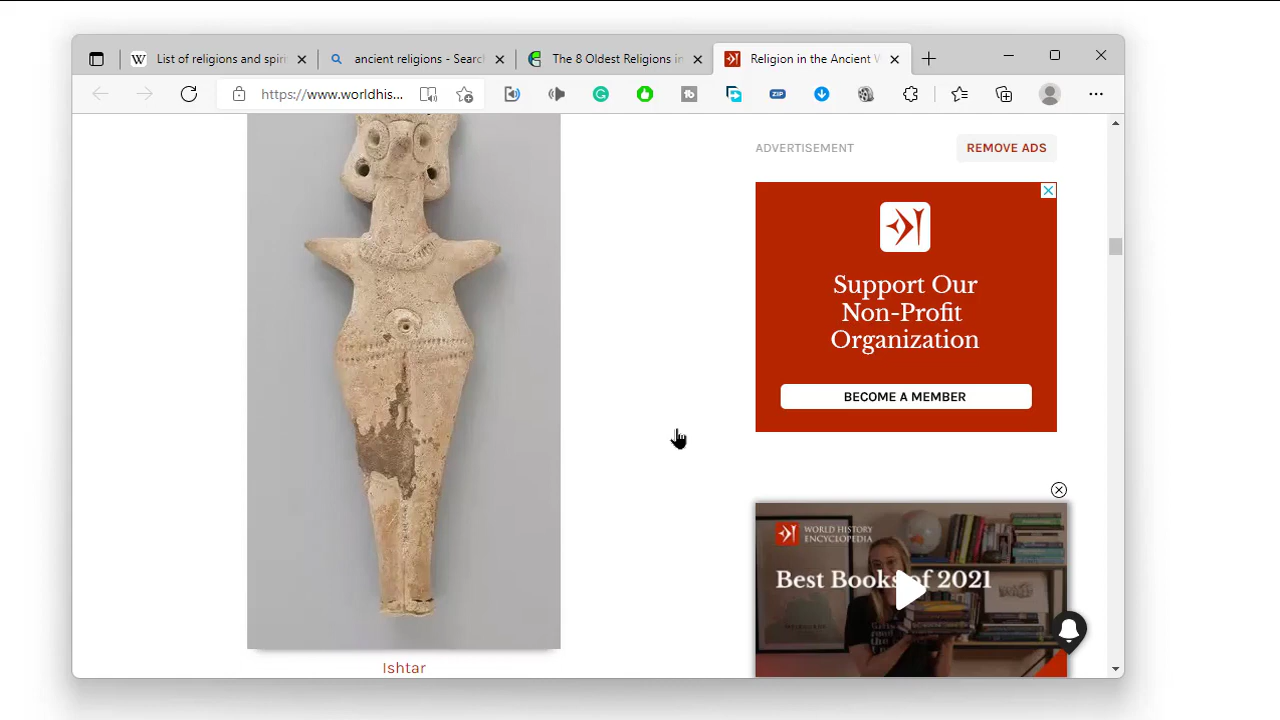 List of religions and spiri
ancient religions - Searc
The 8 Oldest Religions in
Religion in the Ancient W
https://www.worldhis...
ADVERTISEMENT
REMOVE ADS
Support Our
Non-Profit
Organization
BECOME A MEMBER
WORLD HISTORY
ENCYCLOPEDIA
Best Books of 2021
Ishtar